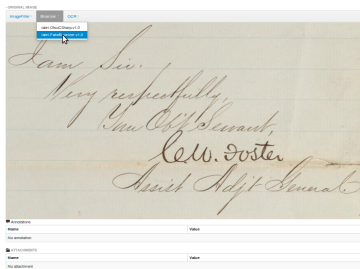 ORIGINAL IMAGE
ImageFilter
OCR
I am Sir.
Very respectfully,
Your Obt Servant,
C.W. Foster
Assist Adjt General.
Annotations
Name Value
No annotation
ATTACHMENTS
Name Value
No attachment